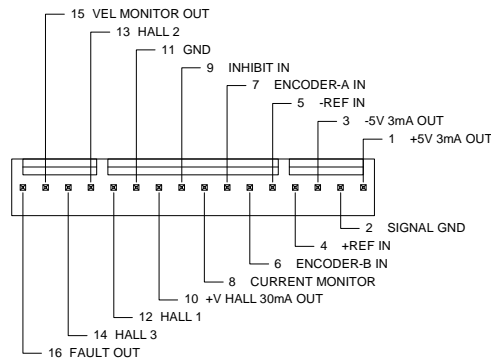 15 VEL MONITOR OUT
13 HALL 2
11 GND
9 INHIBIT IN
7 ENCODER-A IN
5 -REF IN
3 -5V 3mA OUT
1 +5V 3mA OUT
2 SIGNAL GND
4 +REF IN
6 ENCODER-B IN
8 CURRENT MONITOR
10 +V HALL 30mA OUT
12 HALL 1
14 HALL 3
16 FAULT OUT